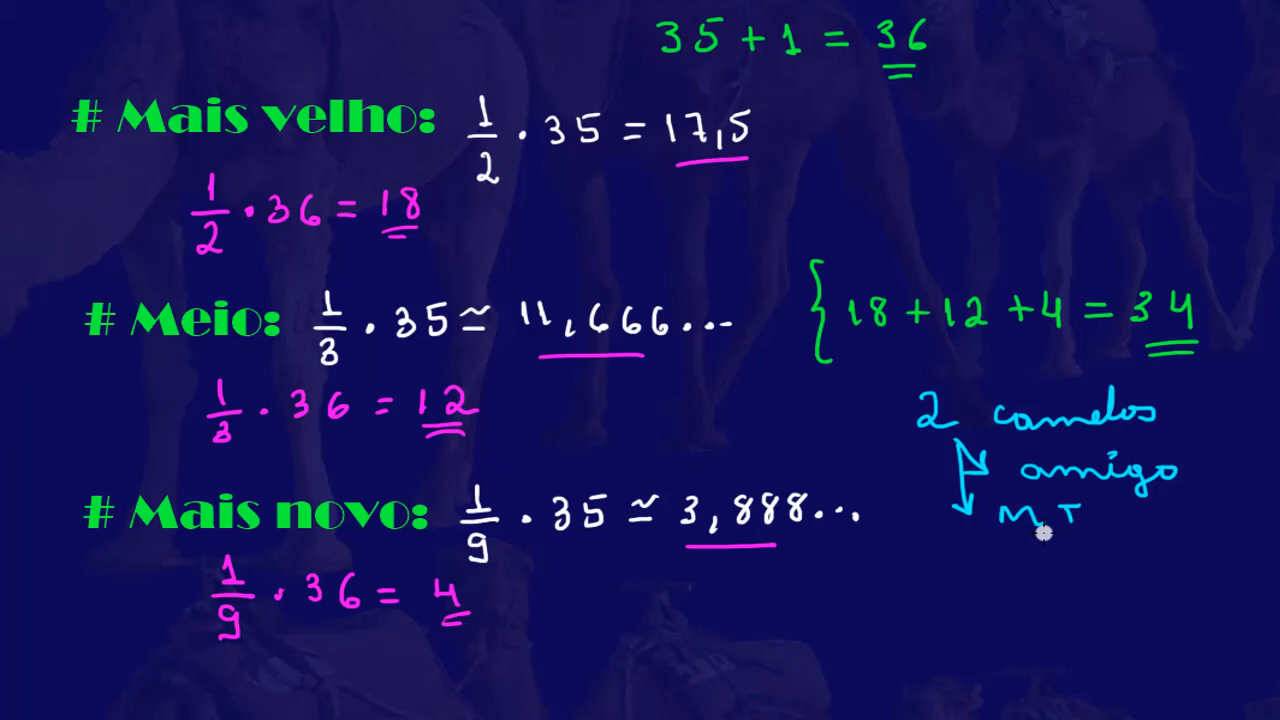 35 + 1 = 36
# Mais velho: 1/2 · 35 = 17,5
1/2 · 36 = 18
# Meio: 1/3 · 35 ≃ 11,666...
{ 18 + 12 + 4 = 34
1/3 · 36 = 12
2 camelos
amigo
# Mais novo: 1/9 · 35 ≃ 3,888...
M T
1/9 · 36 = 4